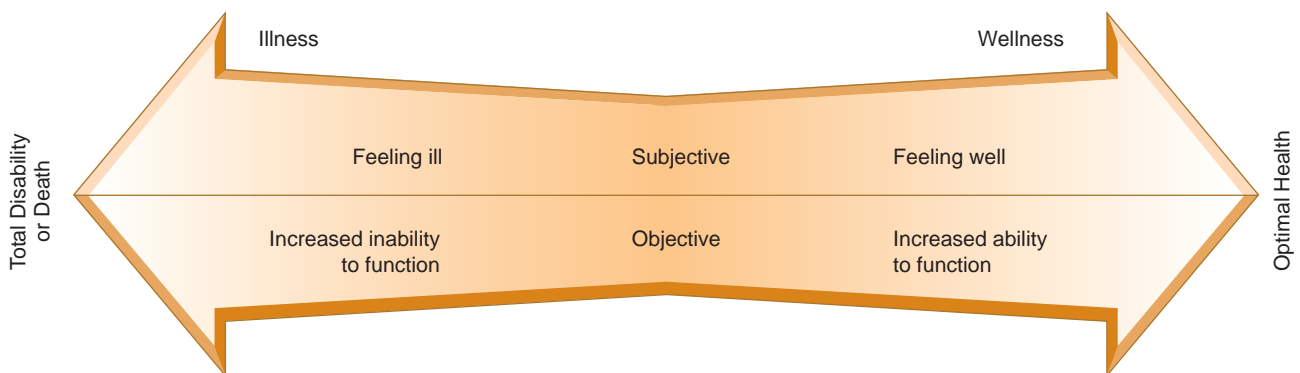 Illness
Wellness
Total Disability
or Death
Feeling ill
Subjective
Feeling well
Increased inability
to function
Objective
Increased ability
to function
Optimal Health